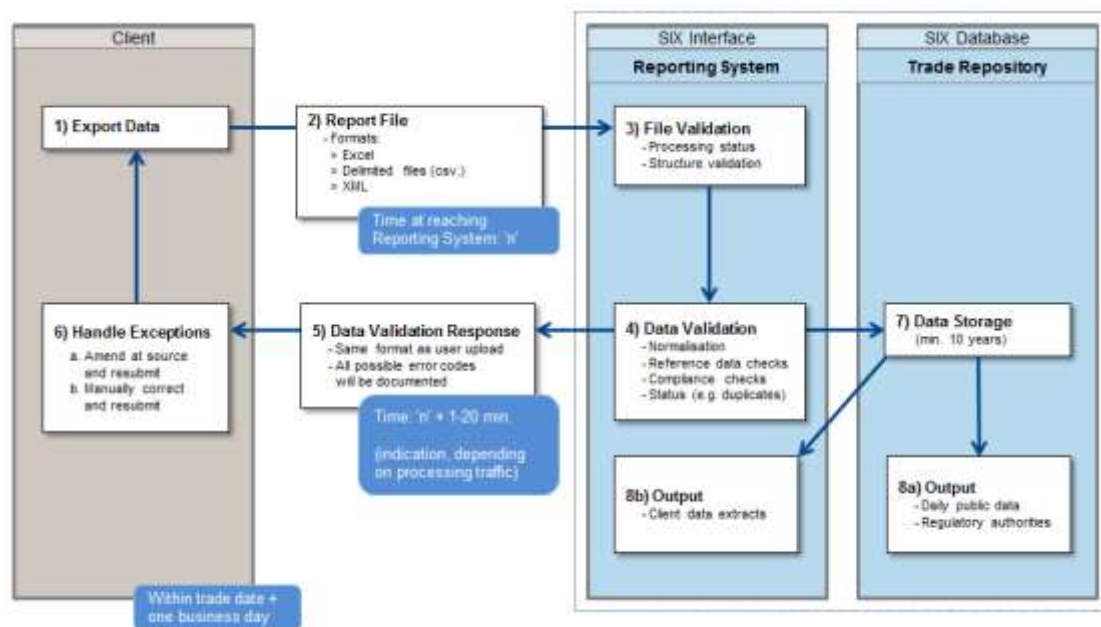 Client
SIX Interface
SIX Database
Reporting System
Trade Repository
1) Export Data
2) Report File
- Formats:
» Excel
» Delimited files (csv.)
» XML
Time at reaching
Reporting System: 'n'
3) File Validation
- Processing status
- Structure validation
6) Handle Exceptions
a. Amend at source
and resubmit
b. Manually correct
and resubmit
5) Data Validation Response
- Same format as user upload
- All possible error codes
will be documented
Time: 'n' + 1-20 min.
(indication, depending
on processing traffic)
4) Data Validation
- Normalisation
- Reference data checks
- Compliance checks
- Status (e.g. duplicates)
7) Data Storage
(min. 10 years)
8b) Output
- Client data extracts
8a) Output
- Daily public data
- Regulatory authorities
Within trade date +
one business day